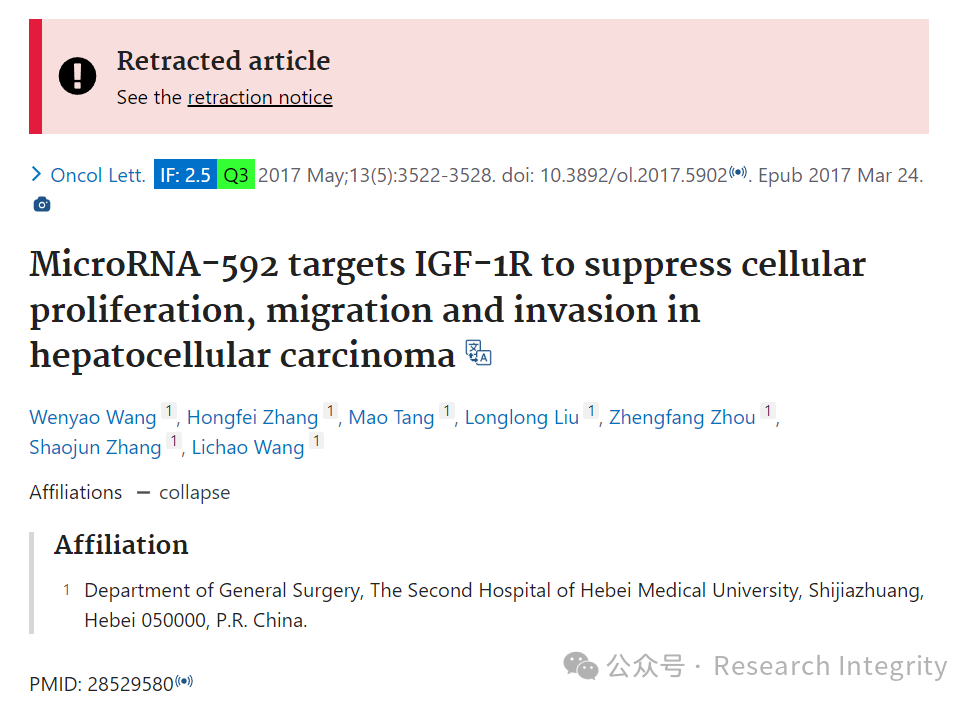 Retracted article
See the retraction notice
Oncol Lett. IF: 2.5 Q3 2017 May;13(5):3522-3528. doi: 10.3892/ol.2017.5902. Epub 2017 Mar 24.
MicroRNA-592 targets IGF-1R to suppress cellular
proliferation, migration and invasion in
hepatocellular carcinoma
Wenyao Wang 1, Hongfei Zhang 1, Mao Tang 1, Longlong Liu 1, Zhengfang Zhou 1,
Shaojun Zhang 1, Lichao Wang 1
Affiliations — collapse
Affiliation
1 Department of General Surgery, The Second Hospital of Hebei Medical University, Shijiazhuang,
Hebei 050000, P.R. China.
公众号 · Research Integrity
PMID: 28529580